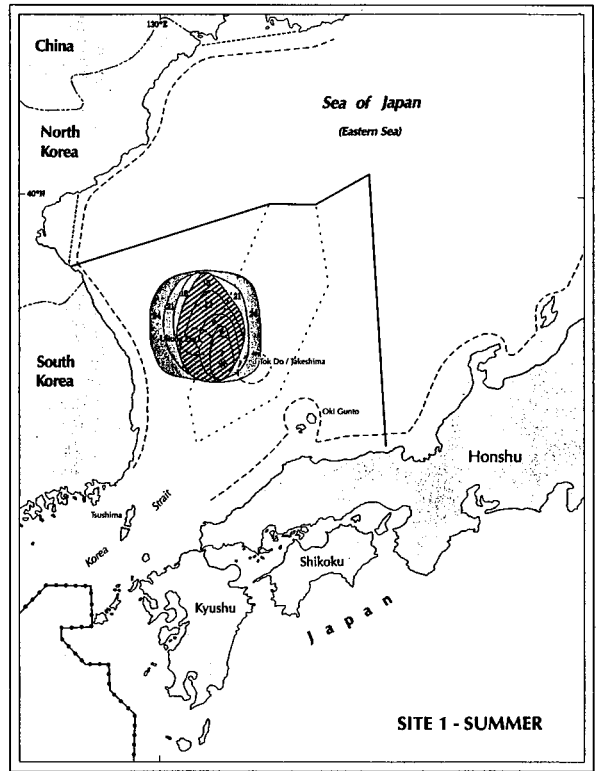 China
130°E
North
Korea
Sea of Japan
(Eastern Sea)
40°N
South
Korea
Tok Do / Takeshima
Oki Gunto
Honshu
Strait
Tsushima
Korea
Shikoku
Kyushu
Japan
SITE 1 - SUMMER